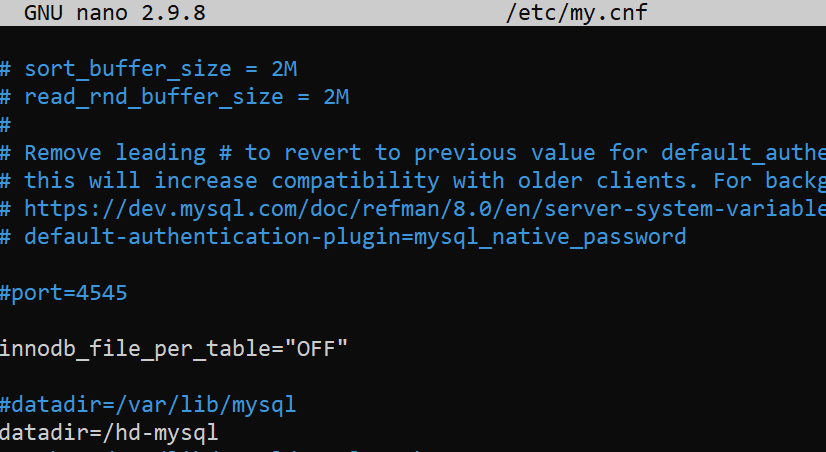 GNU nano 2.9.8 /etc/my.cnf
# sort_buffer_size = 2M
# read_rnd_buffer_size = 2M
#
# Remove leading # to revert to previous value for default_authe
# this will increase compatibility with older clients. For backg
# https://dev.mysql.com/doc/refman/8.0/en/server-system-variable
# default-authentication-plugin=mysql_native_password
#port=4545
innodb_file_per_table="OFF"
#datadir=/var/lib/mysql
datadir=/hd-mysql